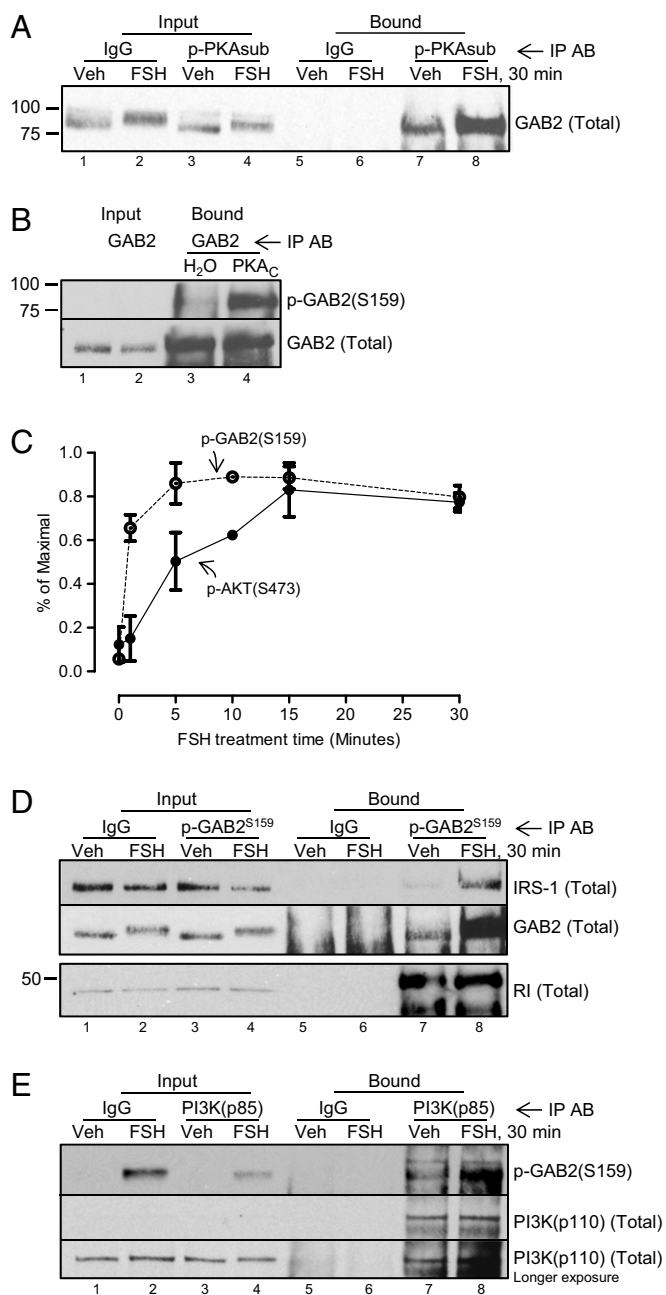 A
Input Bound
IgG p-PKAsub IgG p-PKAsub ← IP AB
Veh FSH Veh FSH Veh FSH Veh FSH, 30 min
100
75
GAB2 (Total)
1 2 3 4 5 6 7 8
B
Input Bound
GAB2 GAB2 ← IP AB
H₂O PKA_C
100
75
p-GAB2(S159)
GAB2 (Total)
1 2 3 4
C
p-GAB2(S159)
p-AKT(S473)
% of Maximal
1.0
0.8
0.6
0.4
0.2
0.0
0 5 10 15 20 25 30
FSH treatment time (Minutes)
D
Input Bound
IgG p-GAB2^S159 IgG p-GAB2^S159 ← IP AB
Veh FSH Veh FSH Veh FSH Veh FSH, 30 min
IRS-1 (Total)
GAB2 (Total)
50
RI (Total)
1 2 3 4 5 6 7 8
E
Input Bound
IgG PI3K(p85) IgG PI3K(p85) ← IP AB
Veh FSH Veh FSH Veh FSH Veh FSH, 30 min
p-GAB2(S159)
PI3K(p110) (Total)
PI3K(p110) (Total)
Longer exposure
1 2 3 4 5 6 7 8